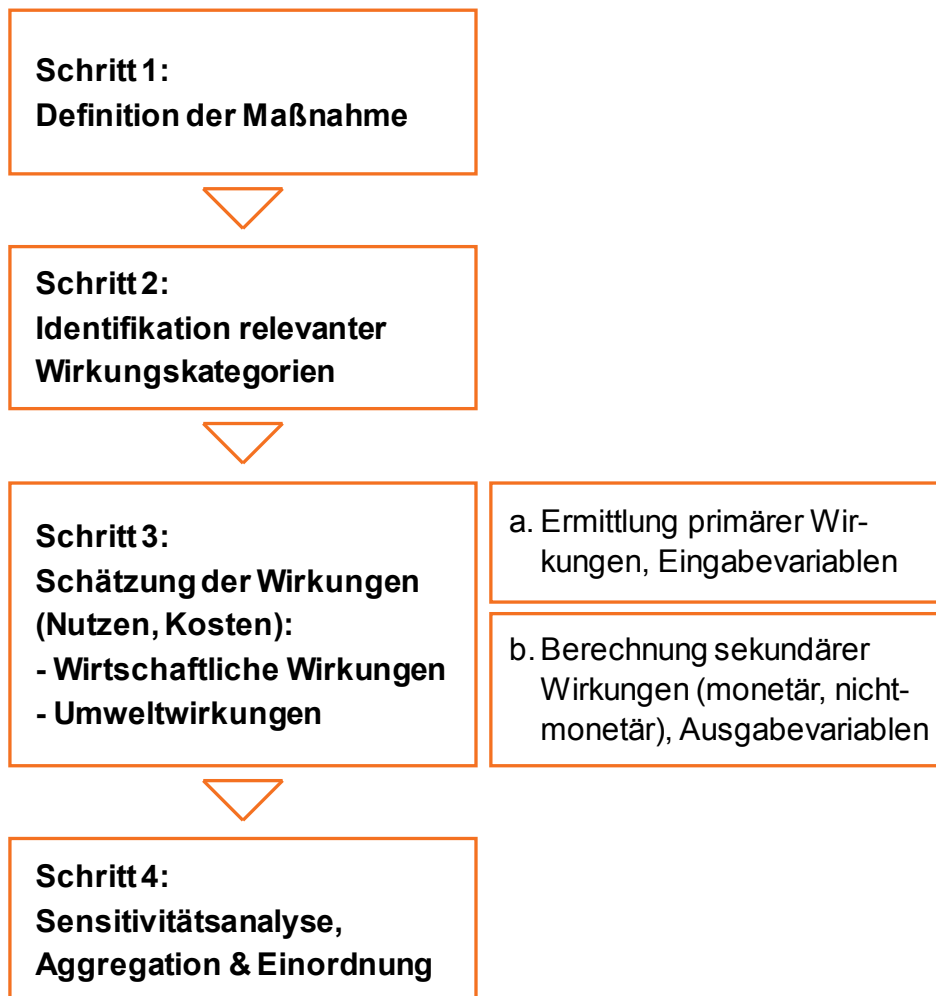 Schritt 1:
Definition der Maßnahme
Schritt 2:
Identifikation relevanter
Wirkungskategorien
Schritt 3:
Schätzung der Wirkungen
(Nutzen, Kosten):
- Wirtschaftliche Wirkungen
- Umweltwirkungen
a. Ermittlung primärer Wir-
kungen, Eingabevariablen
b. Berechnung sekundärer
Wirkungen (monetär, nicht-
monetär), Ausgabevariablen
Schritt 4:
Sensitivitätsanalyse,
Aggregation & Einordnung